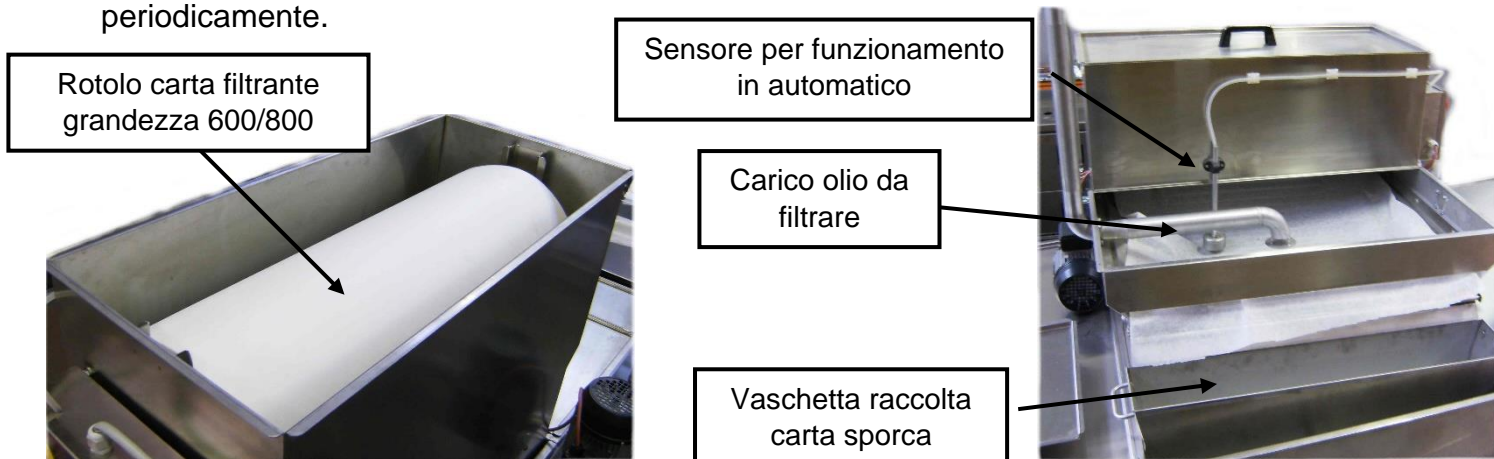 periodicamente.
Rotolo carta filtrante
grandezza 600/800
Sensore per funzionamento
in automatico
Carico olio da
filtrare
Vaschetta raccolta
carta sporca